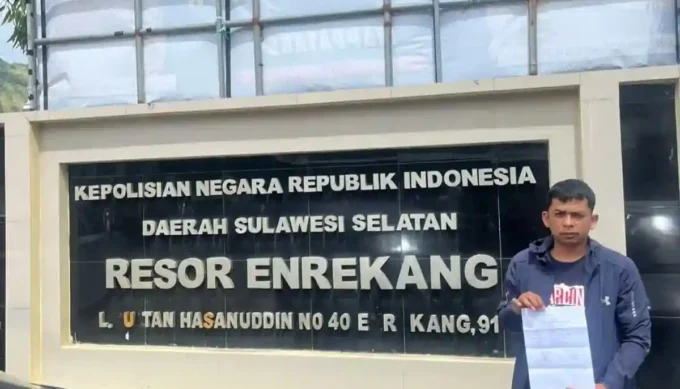 KEPOLISIAN NEGARA REPUBLIK INDONESIA
DAERAH SULAWESI SELATAN
RESOR ENREKANG
L. U TAN HASANUDDIN NO 40 E R KANG, 91